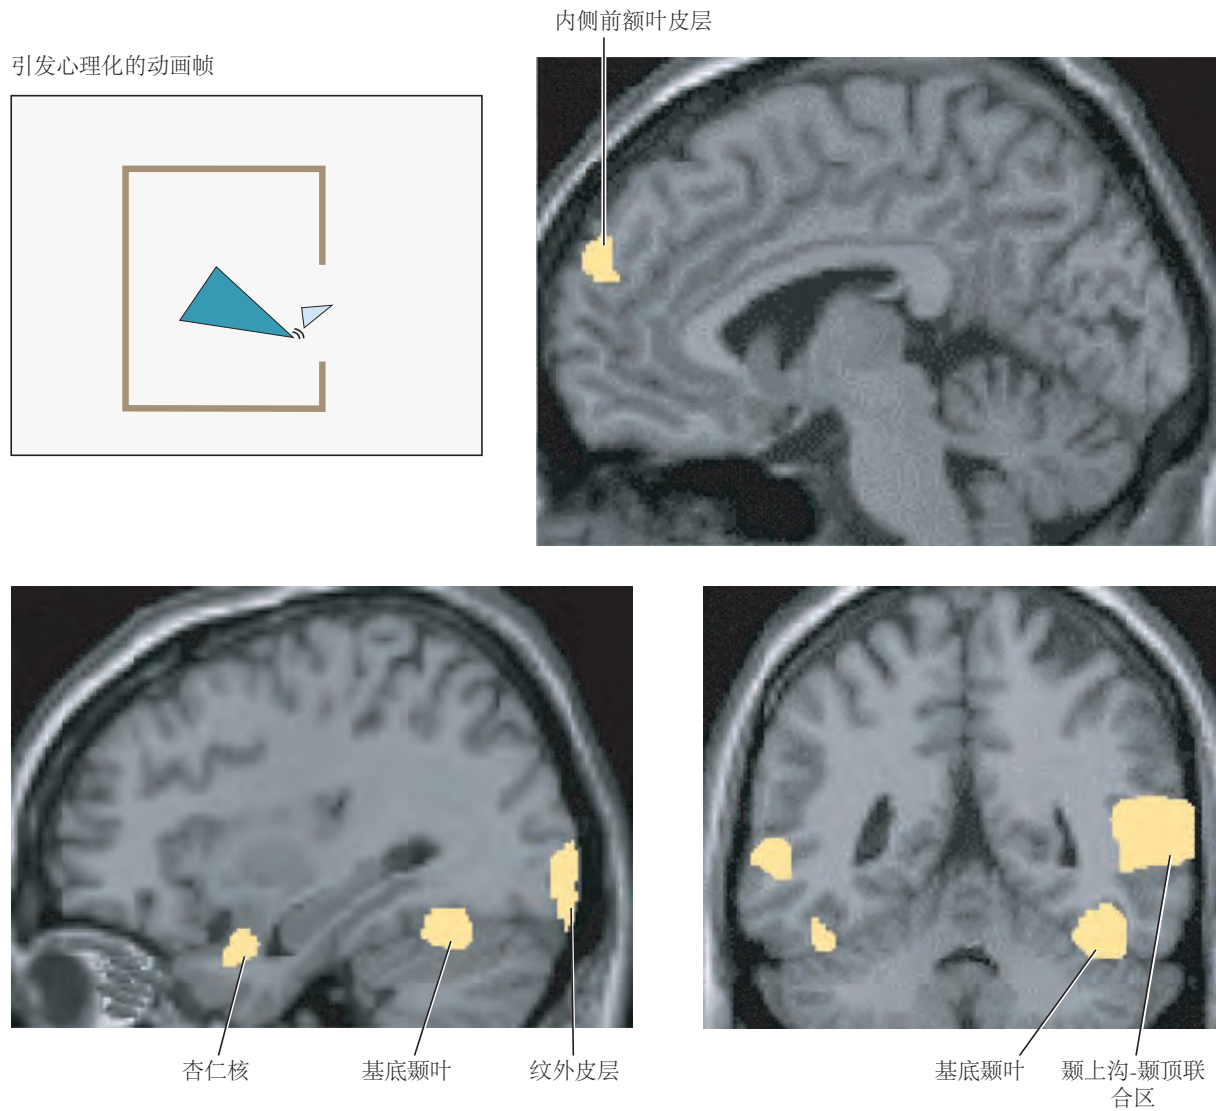 内侧前额叶皮层
引发心理化的动画帧
杏仁核
基底颞叶
纹外皮层
基底颞叶
颞上沟-颞顶联
合区